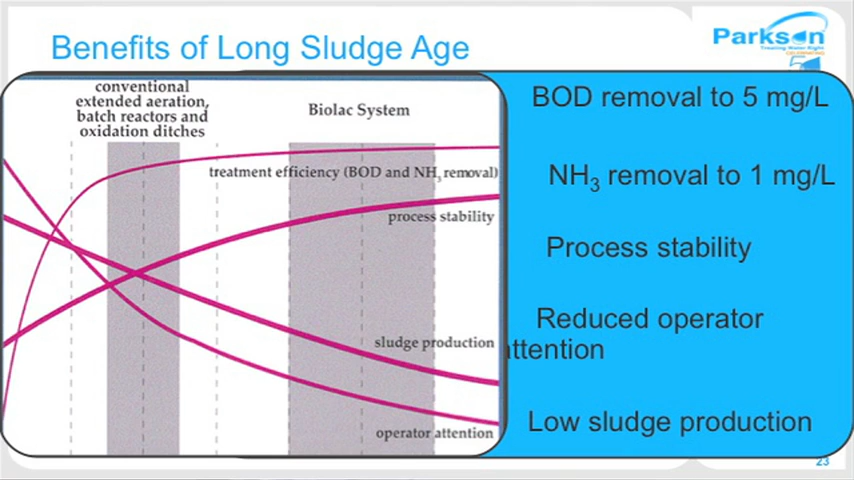 Benefits of Long Sludge Age
Parkson
Treating Water Right
conventional
extended aeration,
batch reactors and
oxidation ditches
Biolac System
treatment efficiency (BOD and NH3 removal)
process stability
sludge production
operator attention
BOD removal to 5 mg/L
NH3 removal to 1 mg/L
Process stability
Reduced operator
attention
Low sludge production
23